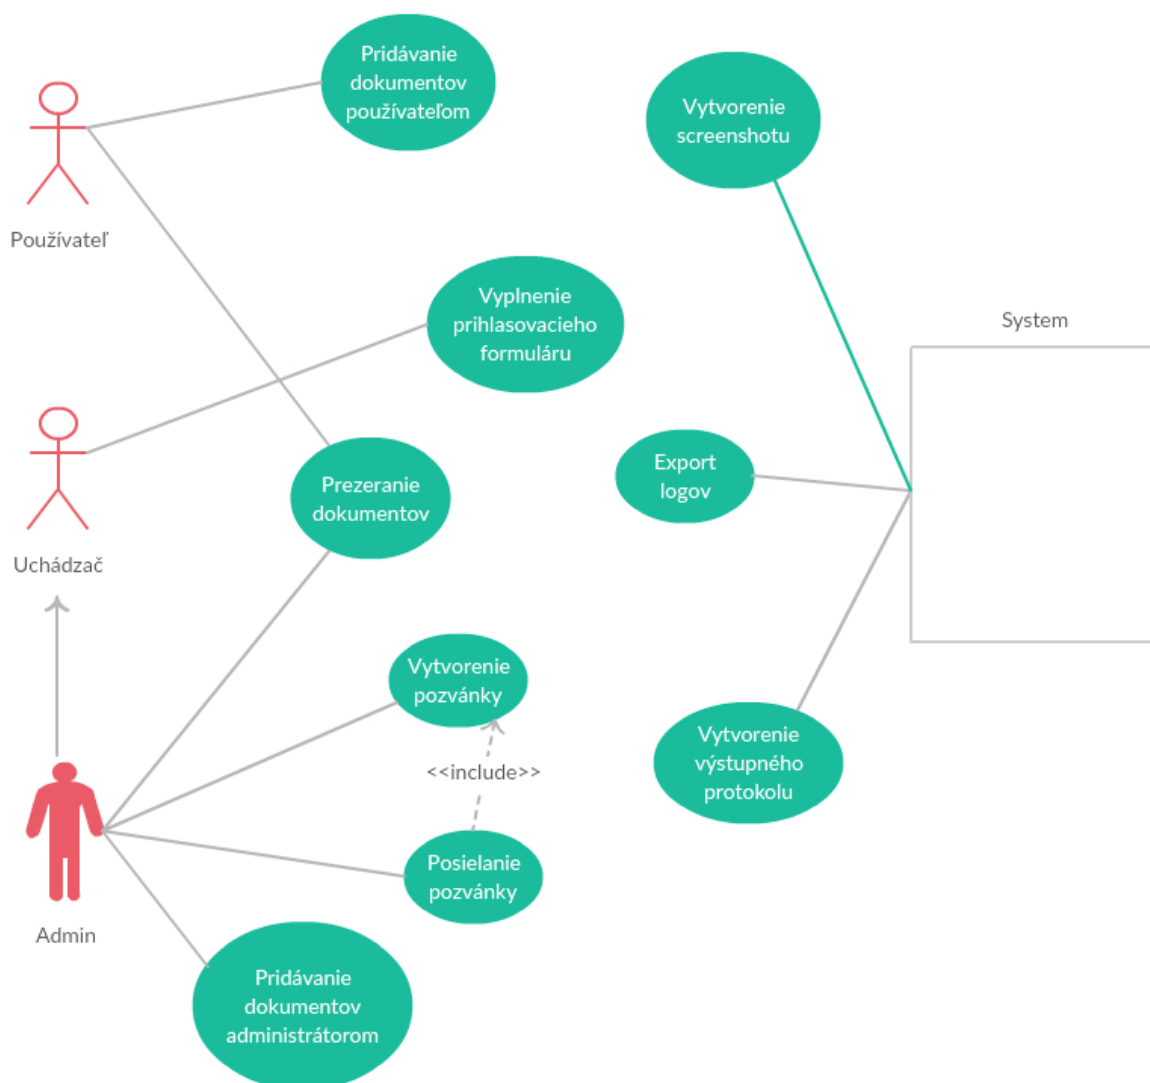 Pridávanie
dokumentov
používateľom
Vytvorenie
screenshotu
Používateľ
Vyplnenie
prihlasovacieho
formuláru
System
Export
logov
Prezeranie
dokumentov
Uchádzač
Vytvorenie
pozvánky
<<include>>
Vytvorenie
výstupného
protokolu
Posielanie
pozvánky
Admin
Pridávanie
dokumentov
administrátorom